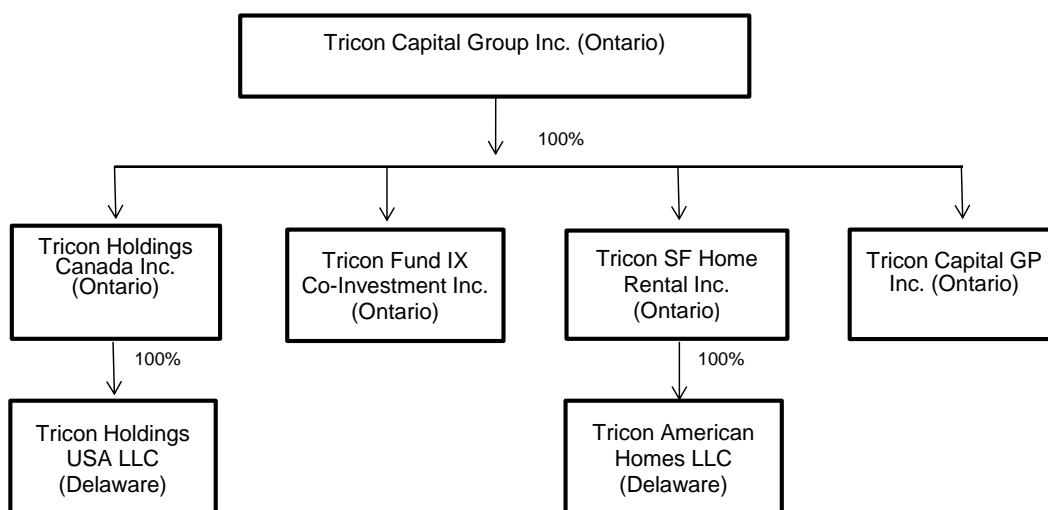 Tricon Capital Group Inc. (Ontario)
100%
Tricon Holdings
Canada Inc.
(Ontario)
Tricon Fund IX
Co-Investment Inc.
(Ontario)
Tricon SF Home
Rental Inc.
(Ontario)
Tricon Capital GP
Inc. (Ontario)
100%
100%
Tricon Holdings
USA LLC
(Delaware)
Tricon American
Homes LLC
(Delaware)